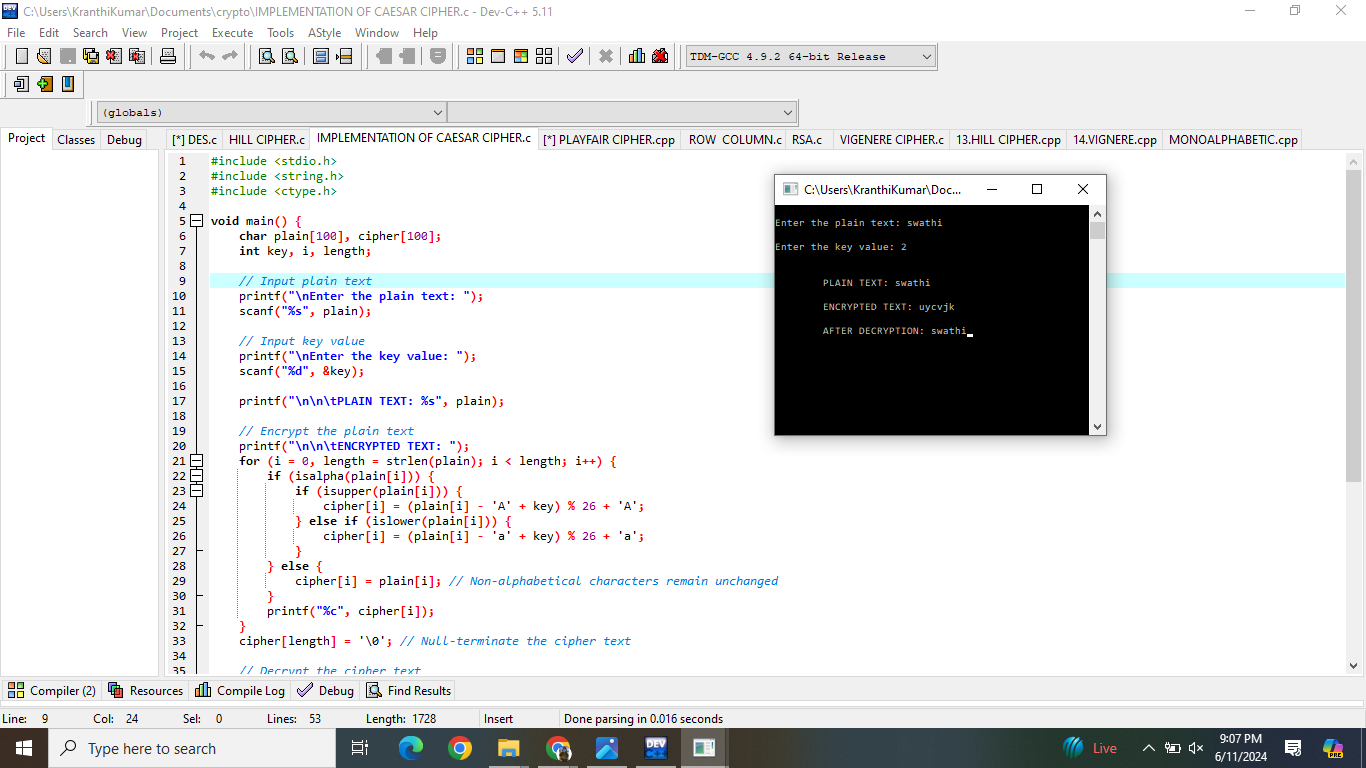 C:\Users\KranthiKumar\Documents\crypto\IMPLEMENTATION OF CAESAR CIPHER.c - Dev-C++ 5.11
File Edit Search View Project Execute Tools AStyle Window Help
TDM-GCC 4.9.2 64-bit Release
(globals)
Project Classes Debug
[*] DES.c HILL CIPHER.c IMPLEMENTATION OF CAESAR CIPHER.c [*] PLAYFAIR CIPHER.cpp ROW COLUMN.c RSA.c VIGENERE CIPHER.c 13.HILL CIPHER.cpp 14.VIGNERE.cpp MONOALPHABETIC.cpp
1 #include <stdio.h>
2 #include <string.h>
3 #include <ctype.h>
4
5 void main() {
6 char plain[100], cipher[100];
7 int key, i, length;
8
9 // Input plain text
10 printf("\nEnter the plain text: ");
11 scanf("%s", plain);
12
13 // Input key value
14 printf("\nEnter the key value: ");
15 scanf("%d", &key);
16
17 printf("\n\n\tPLAIN TEXT: %s", plain);
18
19 // Encrypt the plain text
20 printf("\n\n\tENCRYPTED TEXT: ");
21 for (i = 0, length = strlen(plain); i < length; i++) {
22 if (isalpha(plain[i])) {
23 if (isupper(plain[i])) {
24 cipher[i] = (plain[i] - 'A' + key) % 26 + 'A';
25 } else if (islower(plain[i])) {
26 cipher[i] = (plain[i] - 'a' + key) % 26 + 'a';
27 }
28 } else {
29 cipher[i] = plain[i]; // Non-alphabetical characters remain unchanged
30 }
31 printf("%c", cipher[i]);
32 }
33 cipher[length] = '\0'; // Null-terminate the cipher text
34
35 // Decrypt the cipher text
C:\Users\KranthiKumar\Doc...
Enter the plain text: swathi
Enter the key value: 2
PLAIN TEXT: swathi
ENCRYPTED TEXT: uycvjk
AFTER DECRYPTION: swathi
Compiler (2) Resources Compile Log Debug Find Results
Line: 9 Col: 24 Sel: 0 Lines: 53 Length: 1728 Insert Done parsing in 0.016 seconds
Type here to search
DEV
Live
9:07 PM
6/11/2024
PRE